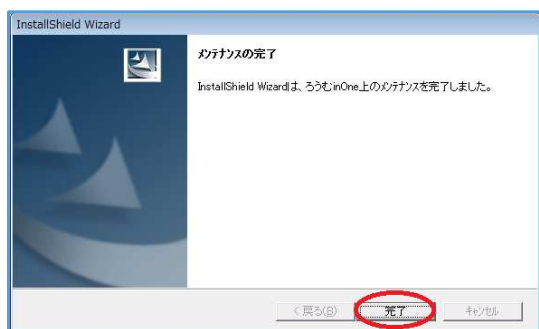 InstallShield Wizard
ﾒﾝﾃﾅﾝｽの完了
InstallShield Wizardは、ろうむinOne上のﾒﾝﾃﾅﾝｽを完了しました。
< 戻る(B)
完了
ｷｬﾝｾﾙ